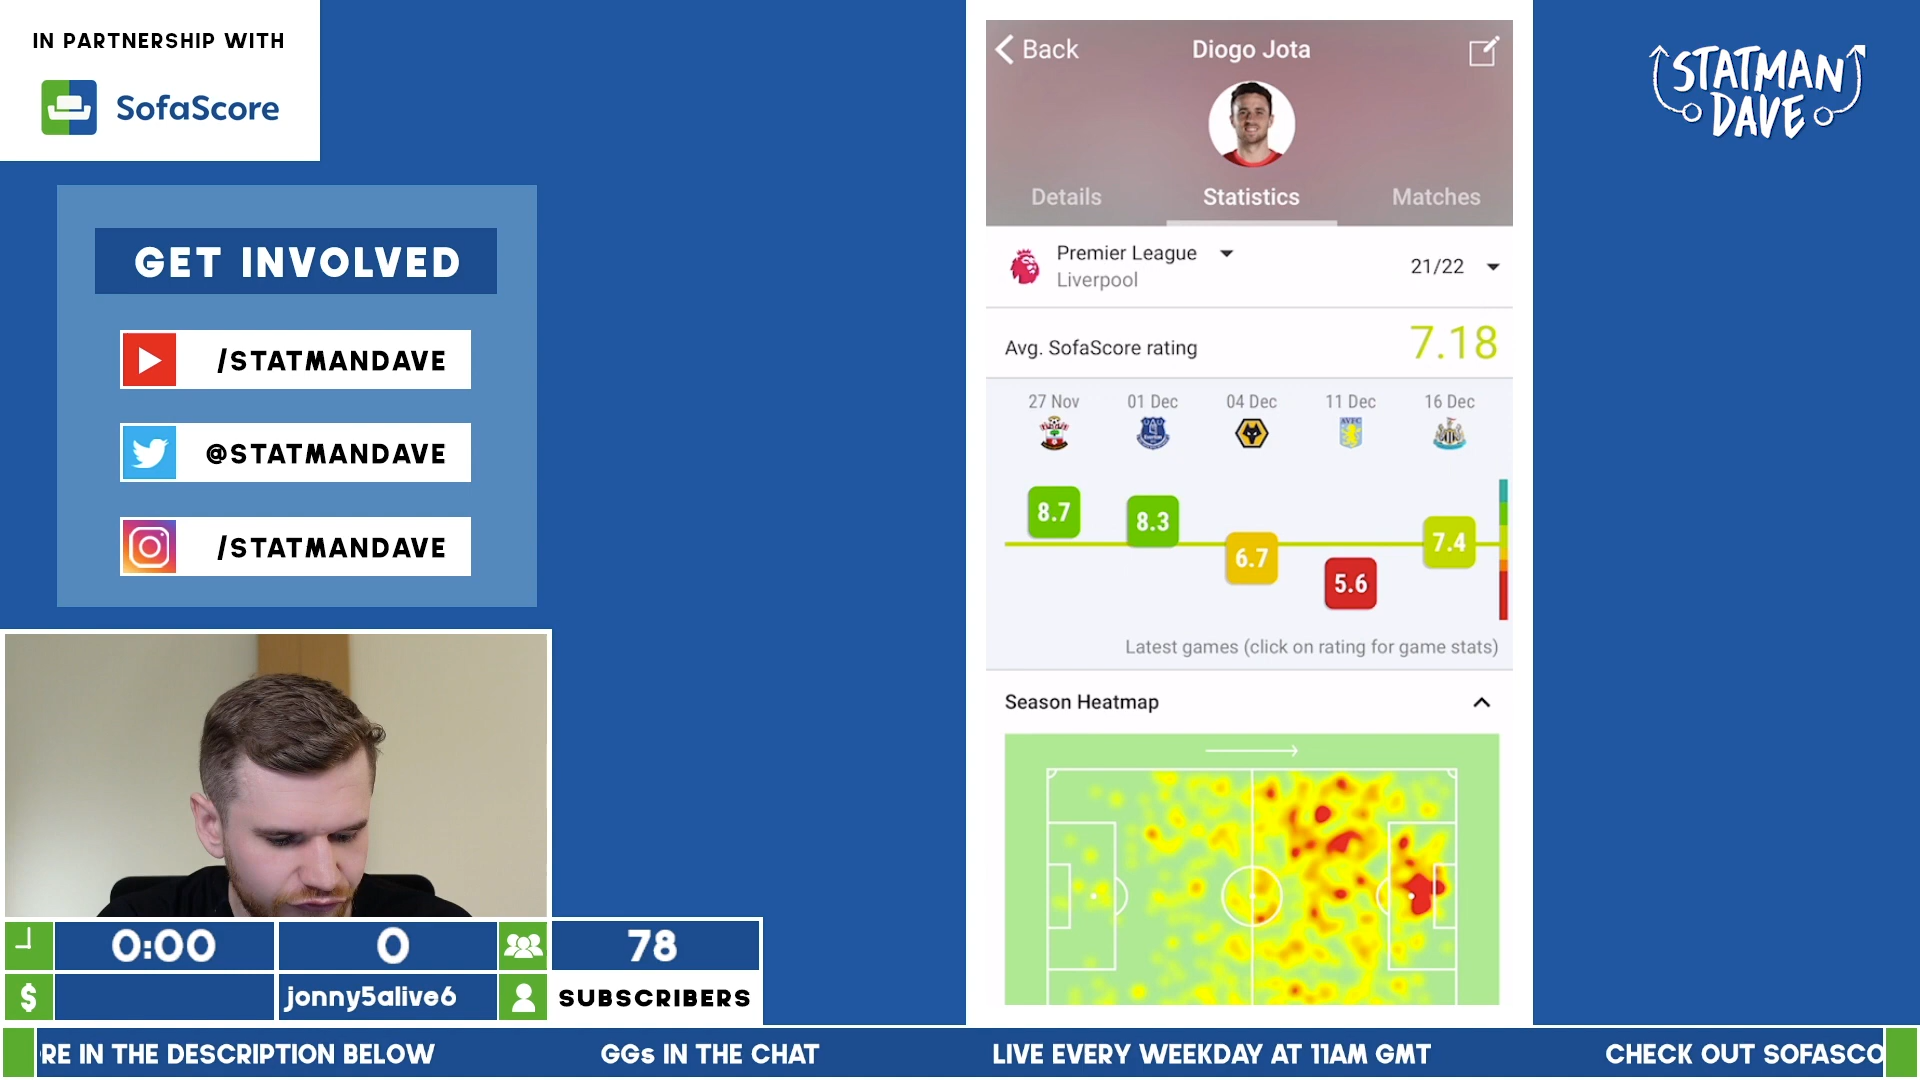 IN PARTNERSHIP WITH
SofaScore
GET INVOLVED
/STATMANDAVE
@STATMANDAVE
/STATMANDAVE
Back
Diogo Jota
Details
Statistics
Matches
Premier League
Liverpool
21/22
Avg. SofaScore rating
7.18
27 Nov
01 Dec
04 Dec
11 Dec
16 Dec
8.7
8.3
6.7
5.6
7.4
Latest games (click on rating for game stats)
Season Heatmap
STATMAN
DAVE
0:00
0
78
$
jonny5alive6
SUBSCRIBERS
RE IN THE DESCRIPTION BELOW
GGs IN THE CHAT
LIVE EVERY WEEKDAY AT 11AM GMT
CHECK OUT SOFASCO